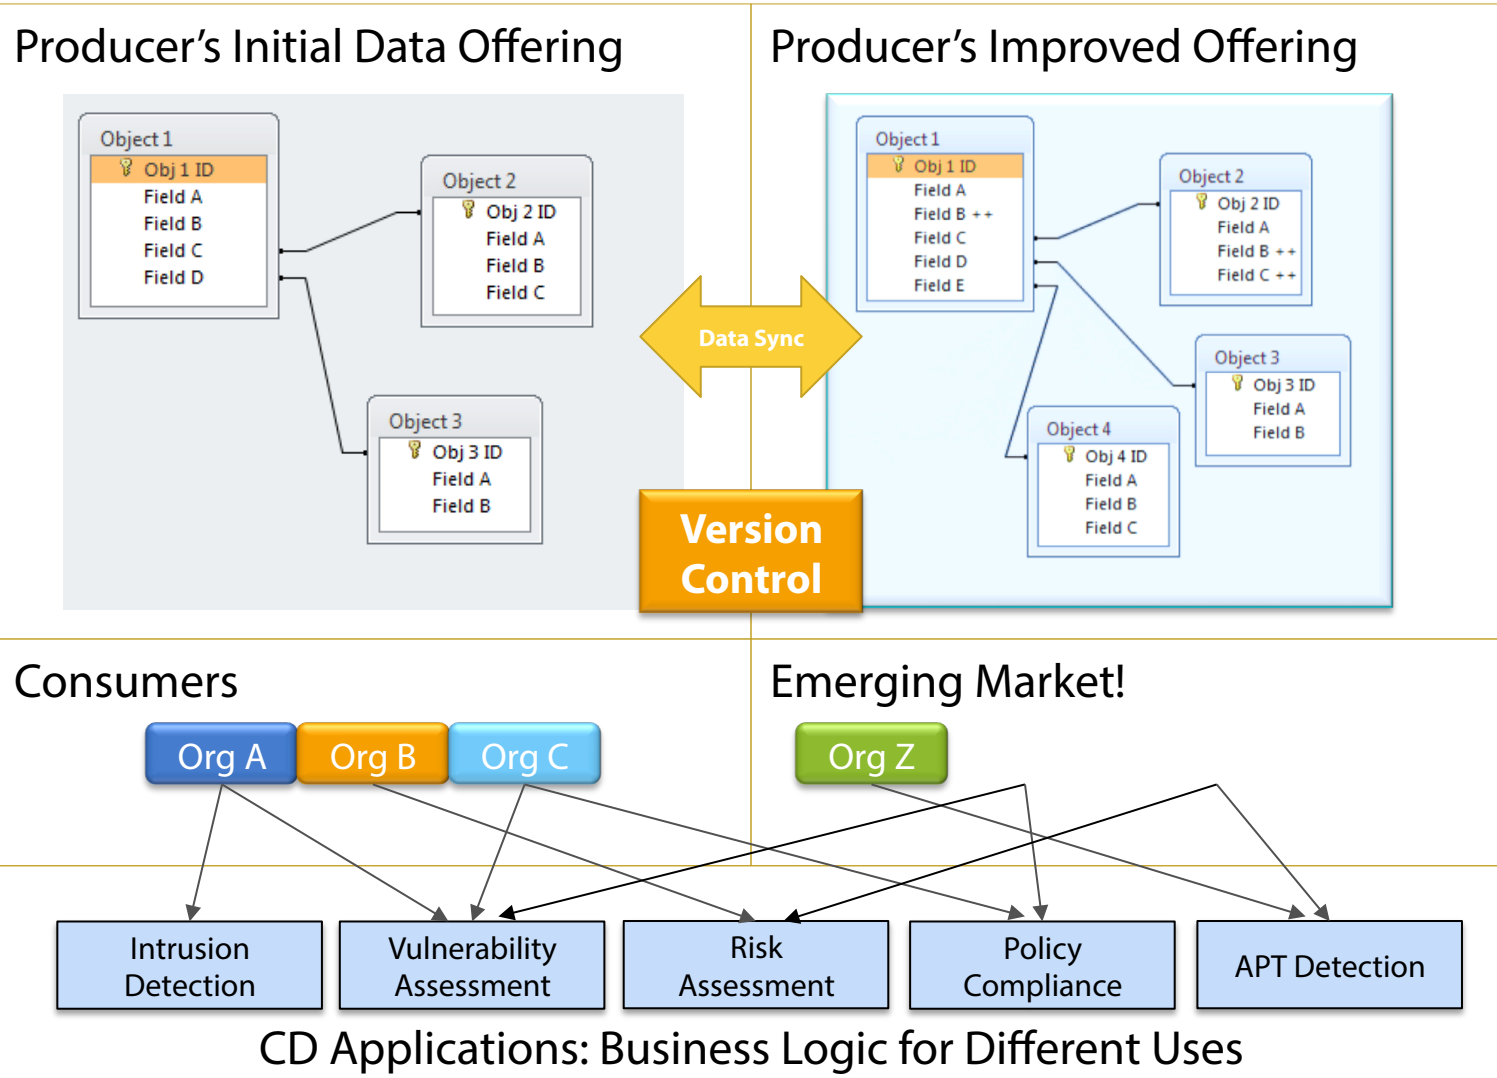 Producer’s Initial Data Offering
Object 1
Obj 1 ID
Field A
Field B
Field C
Field D
Object 2
Obj 2 ID
Field A
Field B
Field C
Object 3
Obj 3 ID
Field A
Field B
Producer’s Improved Offering
Object 1
Obj 1 ID
Field A
Field B ++
Field C
Field D
Field E
Object 2
Obj 2 ID
Field A
Field B ++
Field C ++
Object 3
Obj 3 ID
Field A
Field B
Object 4
Obj 4 ID
Field A
Field B
Field C
Data Sync
Version
Control
Consumers
Org A
Org B
Org C
Emerging Market!
Org Z
Intrusion
Detection
Vulnerability
Assessment
Risk
Assessment
Policy
Compliance
APT Detection
CD Applications: Business Logic for Different Uses